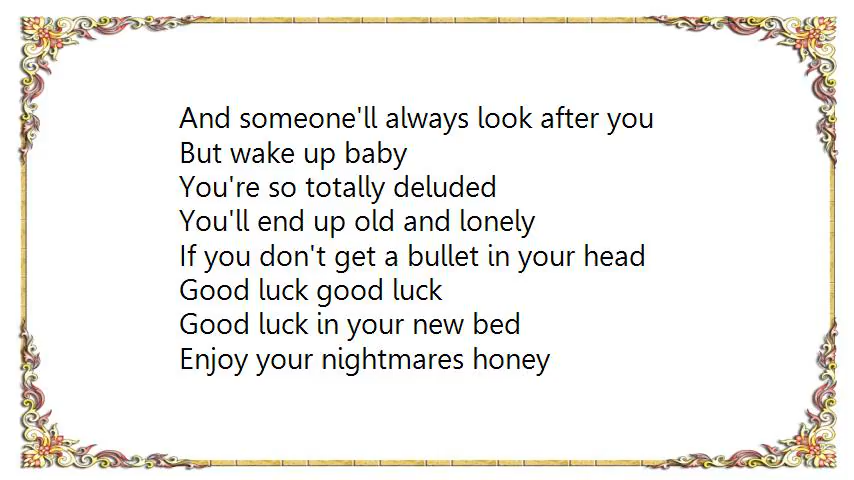 And someone'll always look after you
But wake up baby
You're so totally deluded
You'll end up old and lonely
If you don't get a bullet in your head
Good luck good luck
Good luck in your new bed
Enjoy your nightmares honey